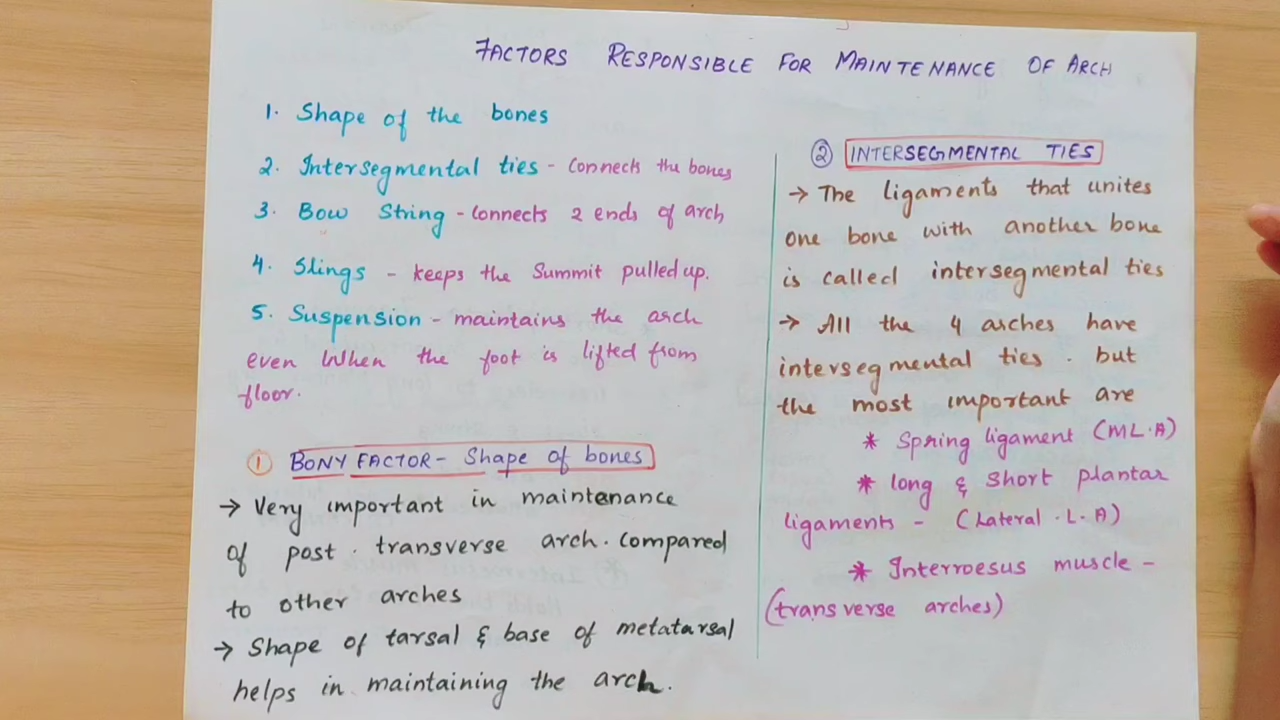 FACTORS RESPONSIBLE FOR MAINTENANCE OF ARCH
1. Shape of the bones
2. Intersegmental ties - Connects the bones
3. Bow String - Connects 2 ends of arch
4. Slings - keeps the Summit pulled up.
5. Suspension - maintains the arch
even when the foot is lifted from
floor.
① BONY FACTOR - Shape of bones
→ Very important in maintenance
of post. transverse arch. compared
to other arches
→ Shape of tarsal & base of metatarsal
helps in maintaining the arch.
② INTERSEGMENTAL TIES
→ The ligaments that unites
one bone with another bone
is called intersegmental ties
→ All the 4 arches have
intersegmental ties. but
the most important are
* Spring ligament (ML.A)
* long & short plantar
ligaments - (Lateral.L.A)
* Interroesus muscle -
(transverse arches)